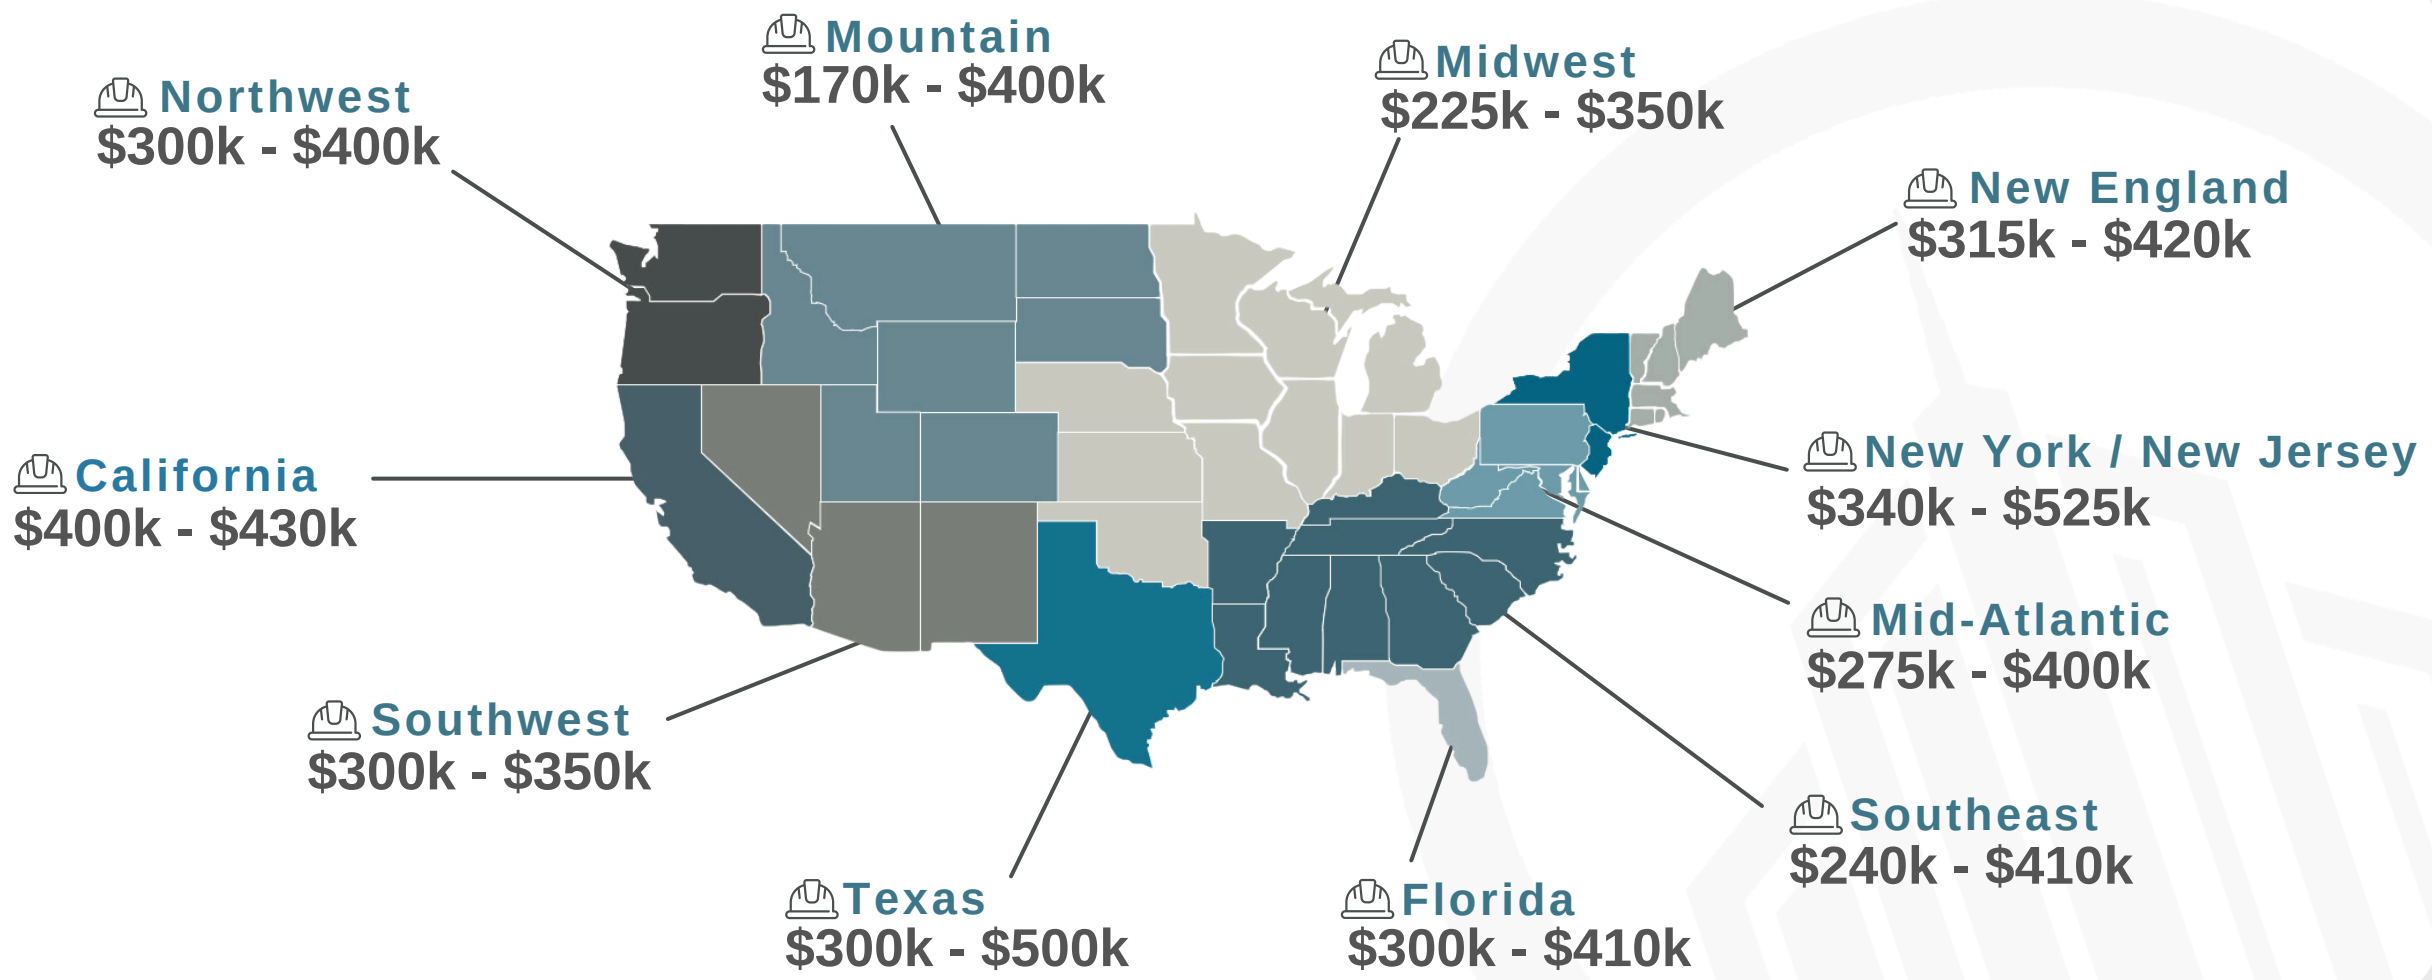 Mountain
$170k - $400k
Midwest
$225k - $350k
Northwest
$300k - $400k
New England
$315k - $420k
California
$400k - $430k
New York / New Jersey
$340k - $525k
Mid-Atlantic
$275k - $400k
Southwest
$300k - $350k
Southeast
$240k - $410k
Texas
$300k - $500k
Florida
$300k - $410k